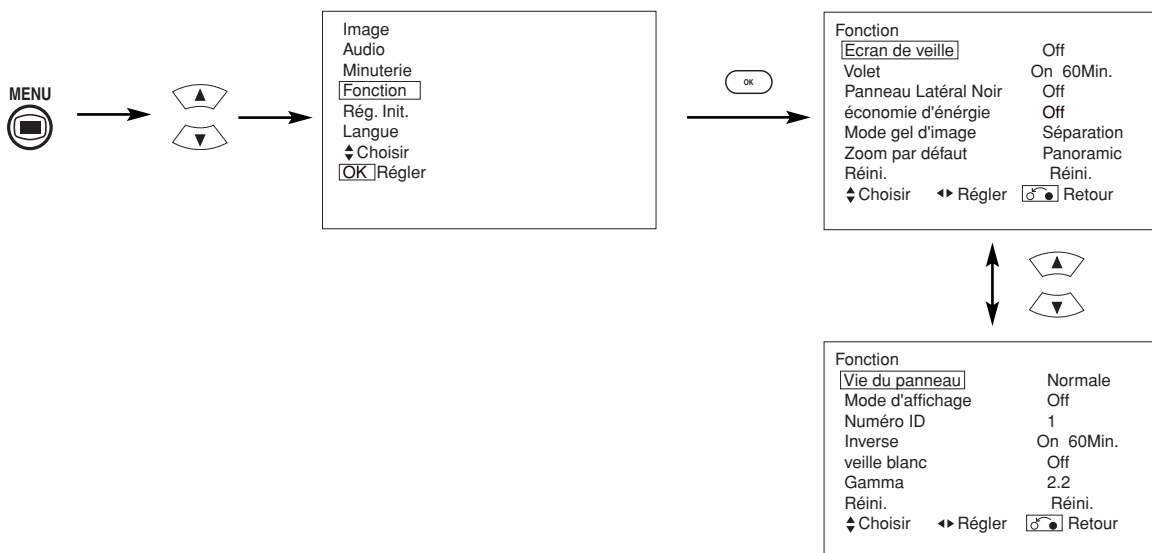 MENU
Image
Audio
Minuterie
Fonction
Rég. Init.
Langue
Choisir
OK Régler
OK
Fonction
Ecran de veille Off
Volet On 60Min.
Panneau Latéral Noir Off
économie d'énérgie Off
Mode gel d'image Séparation
Zoom par défaut Panoramic
Réini. Réini.
Choisir Régler Retour
Fonction
Vie du panneau Normale
Mode d'affichage Off
Numéro ID 1
Inverse On 60Min.
veille blanc Off
Gamma 2.2
Réini. Réini.
Choisir Régler Retour